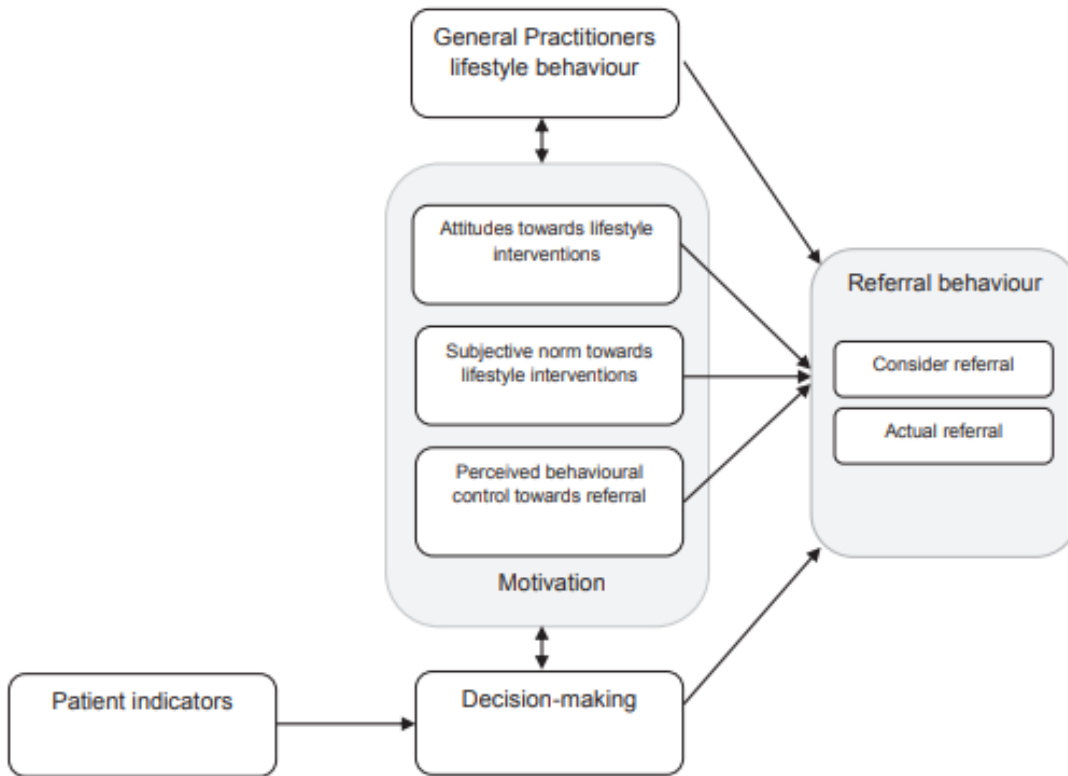 General Practitioners
lifestyle behaviour
Attitudes towards lifestyle
interventions
Subjective norm towards
lifestyle interventions
Perceived behavioural
control towards referral
Motivation
Referral behaviour
Consider referral
Actual referral
Patient indicators
Decision-making